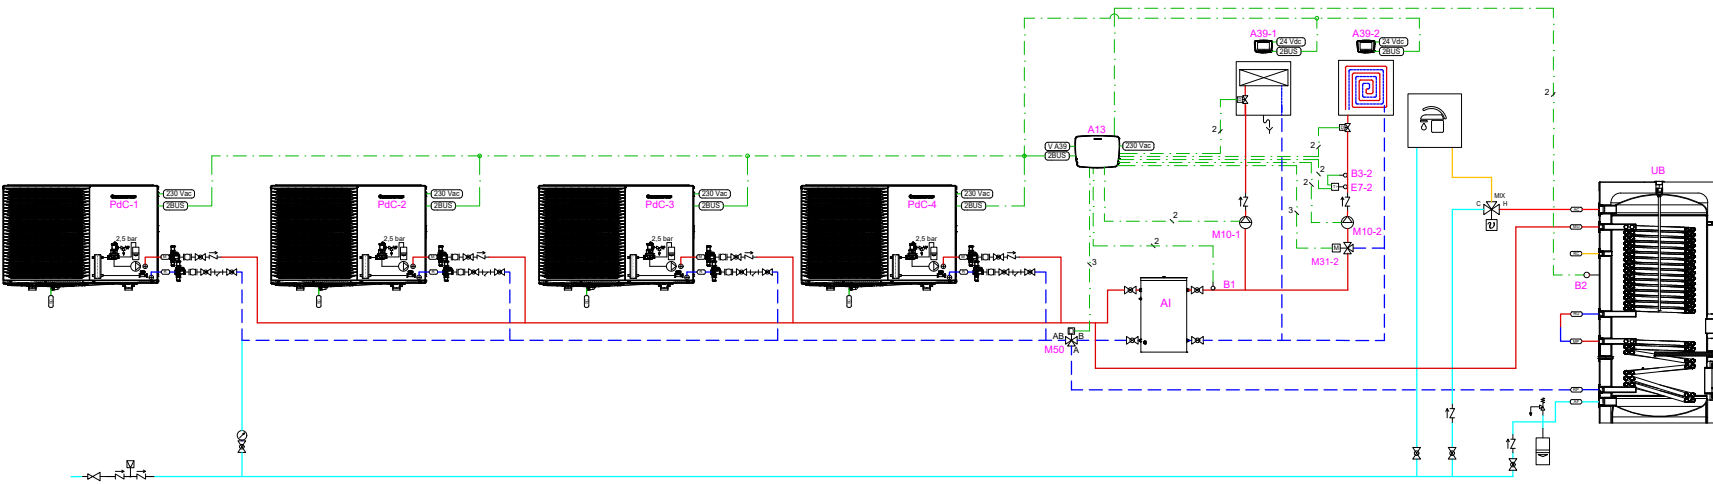 A39-1
24 Vdc
2BUS
A39-2
24 Vdc
2BUS
2
A13
V A39
2BUS
230 Vac
2
2
2
2
B3-2
E7-2
UB
PdC-1
230 Vac
2BUS
2,5 bar
PdC-2
230 Vac
2BUS
2,5 bar
PdC-3
230 Vac
2BUS
2,5 bar
PdC-4
230 Vac
2BUS
2,5 bar
MIX
C
H
2
3
M10-1
M10-2
2
M
M31-2
3
B1
B2
AI
AB
B
A
M50